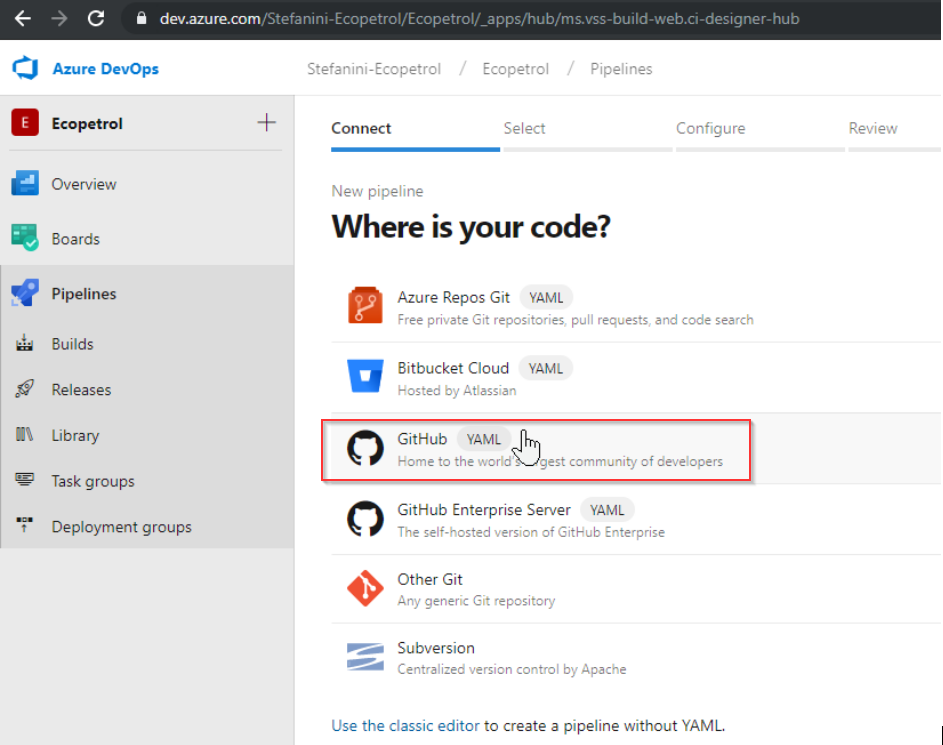 dev.azure.com/Stefanini-Ecopetrol/Ecopetrol/_apps/hub/ms.vss-build-web.ci-designer-hub
Azure DevOps
Stefanini-Ecopetrol / Ecopetrol / Pipelines
E Ecopetrol
Overview
Boards
Pipelines
Builds
Releases
Library
Task groups
Deployment groups
Connect Select Configure Review
New pipeline
Where is your code?
Azure Repos Git YAML
Free private Git repositories, pull requests, and code search
Bitbucket Cloud YAML
Hosted by Atlassian
GitHub YAML
Home to the world's largest community of developers
GitHub Enterprise Server YAML
The self-hosted version of GitHub Enterprise
Other Git
Any generic Git repository
Subversion
Centralized version control by Apache
Use the classic editor to create a pipeline without YAML.